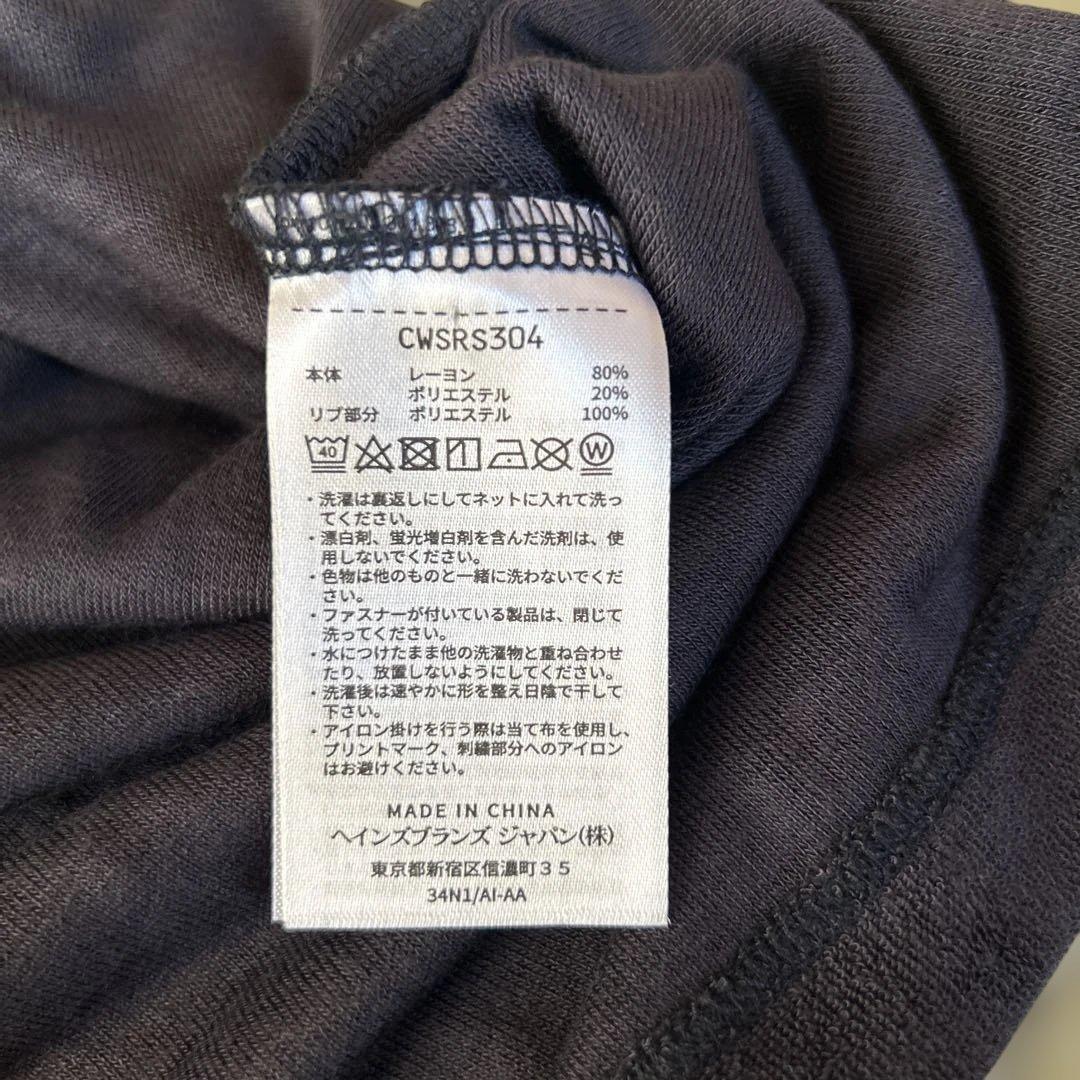 CWSRS304
本体 レーヨン 80%
ポリエステル 20%
リブ部分 ポリエステル 100%
40 W
・洗濯は裏返しにしてネットに入れて洗っ
てください。
・漂白剤、蛍光増白剤を含んだ洗剤は、使
用しないでください。
・色物は他のものと一緒に洗わないでくだ
さい。
・ファスナーが付いている製品は、閉じて
洗ってください。
・水につけたまま他の洗濯物と重ね合わせ
たり、放置しないようにしてください。
・洗濯後は速やかに形を整え日陰で干して
下さい。
・アイロン掛けを行う際は当て布を使用し、
プリントマーク、刺繍部分へのアイロン
はお避けください。
MADE IN CHINA
ヘインズブランズ ジャパン(株)
東京都新宿区信濃町３５
34N1/AI-AA